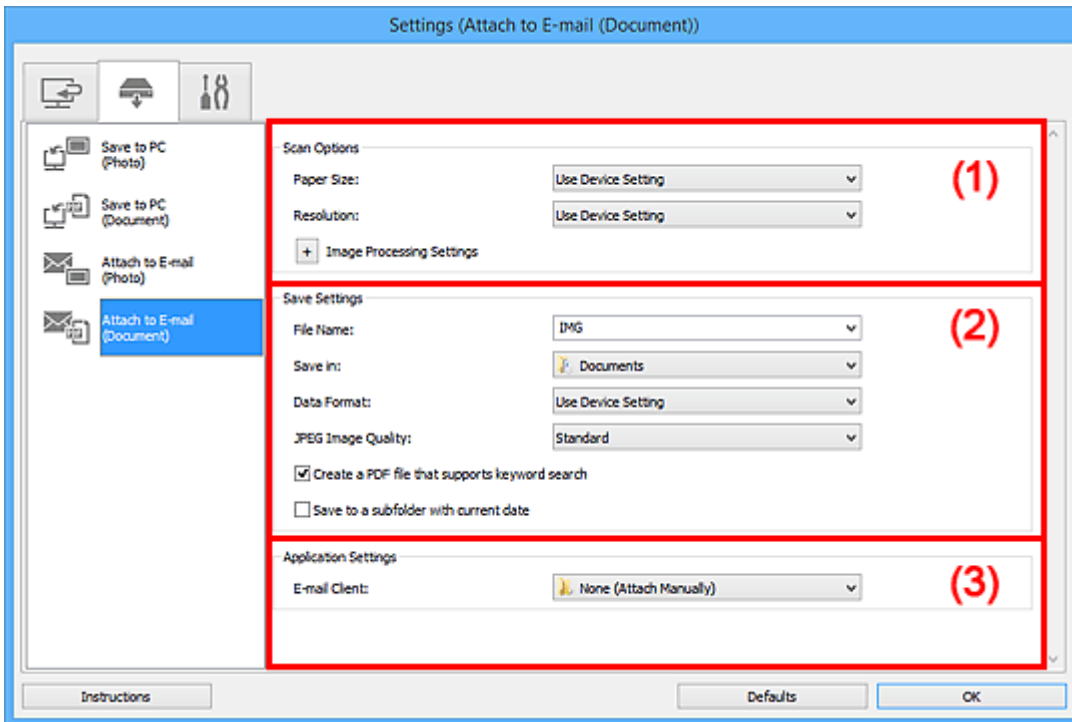 Settings (Attach to E-mail (Document))
Save to PC
(Photo)
Save to PC
(Document)
Attach to E-mail
(Photo)
Attach to E-mail
(Document)
Scan Options
(1)
Paper Size: Use Device Setting
Resolution: Use Device Setting
+ Image Processing Settings
Save Settings
(2)
File Name: IMG
Save in: Documents
Data Format: Use Device Setting
JPEG Image Quality: Standard
Create a PDF file that supports keyword search
Save to a subfolder with current date
Application Settings
(3)
E-mail Client: None (Attach Manually)
Instructions Defaults OK